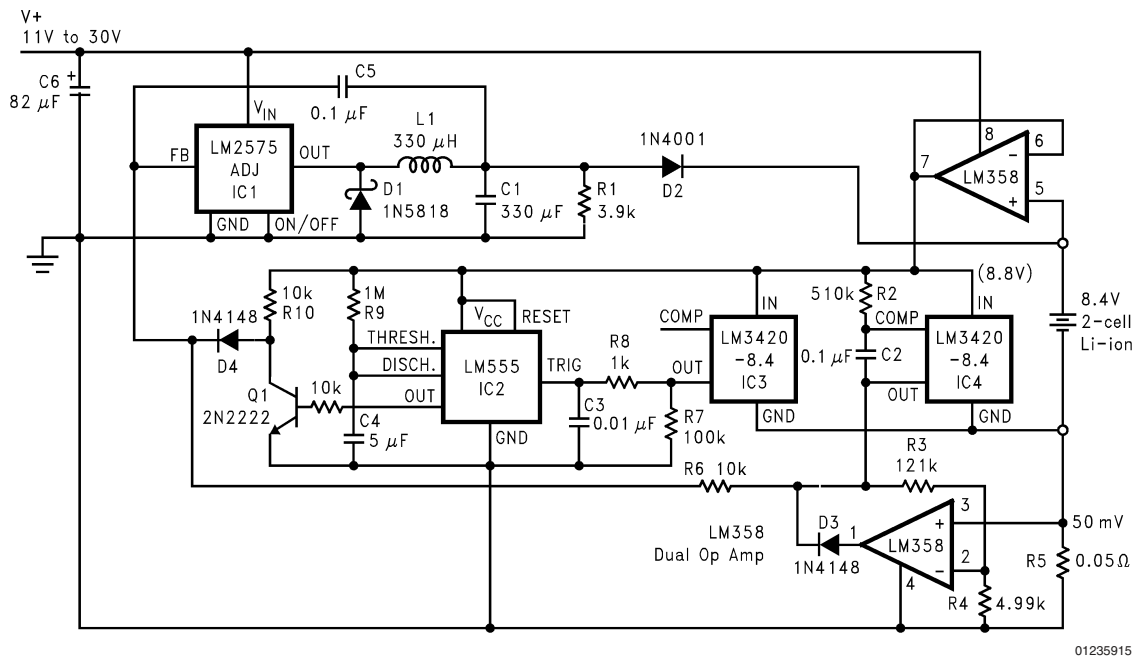 V+
11V to 30V
C6
82 µF
+
C5
0.1 µF
VIN
LM2575
ADJ
IC1
FB
OUT
GND
ON/OFF
L1
330 µH
D1
1N5818
C1
330 µF
R1
3.9k
1N4001
D2
7
8
6
5
LM358
−
+
(8.8V)
8.4V
2-cell
Li-ion
10k
R10
1M
R9
1N4148
D4
Q1
2N2222
10k
THRESH.
DISCH.
OUT
C4
5 µF
VCC
RESET
LM555
IC2
TRIG
GND
R8
1k
C3
0.01 µF
OUT
COMP
IN
LM3420
-8.4
IC3
GND
R7
100k
510k
R2
0.1 µF
C2
COMP
OUT
IN
LM3420
-8.4
IC4
GND
R6 10k
R3
121k
LM358
Dual Op Amp
D3
1N4148
1
3
2
4
+
LM358
−
50 mV
R5
0.05Ω
R4
4.99k
01235915